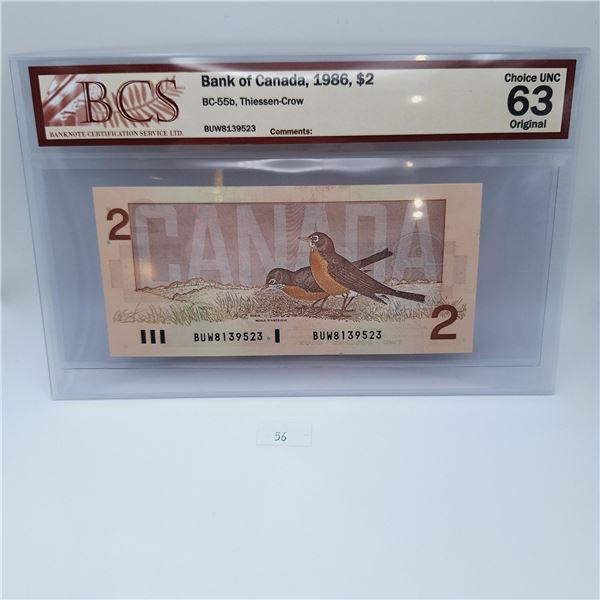 BCS
BANKNOTE CERTIFICATION SERVICE LTD.
Bank of Canada, 1986, $2
BC-55b, Thiessen-Crow
BUW8139523 Comments:
Choice UNC
63
Original
2
CANADA
2
BUW8139523 BUW8139523
56